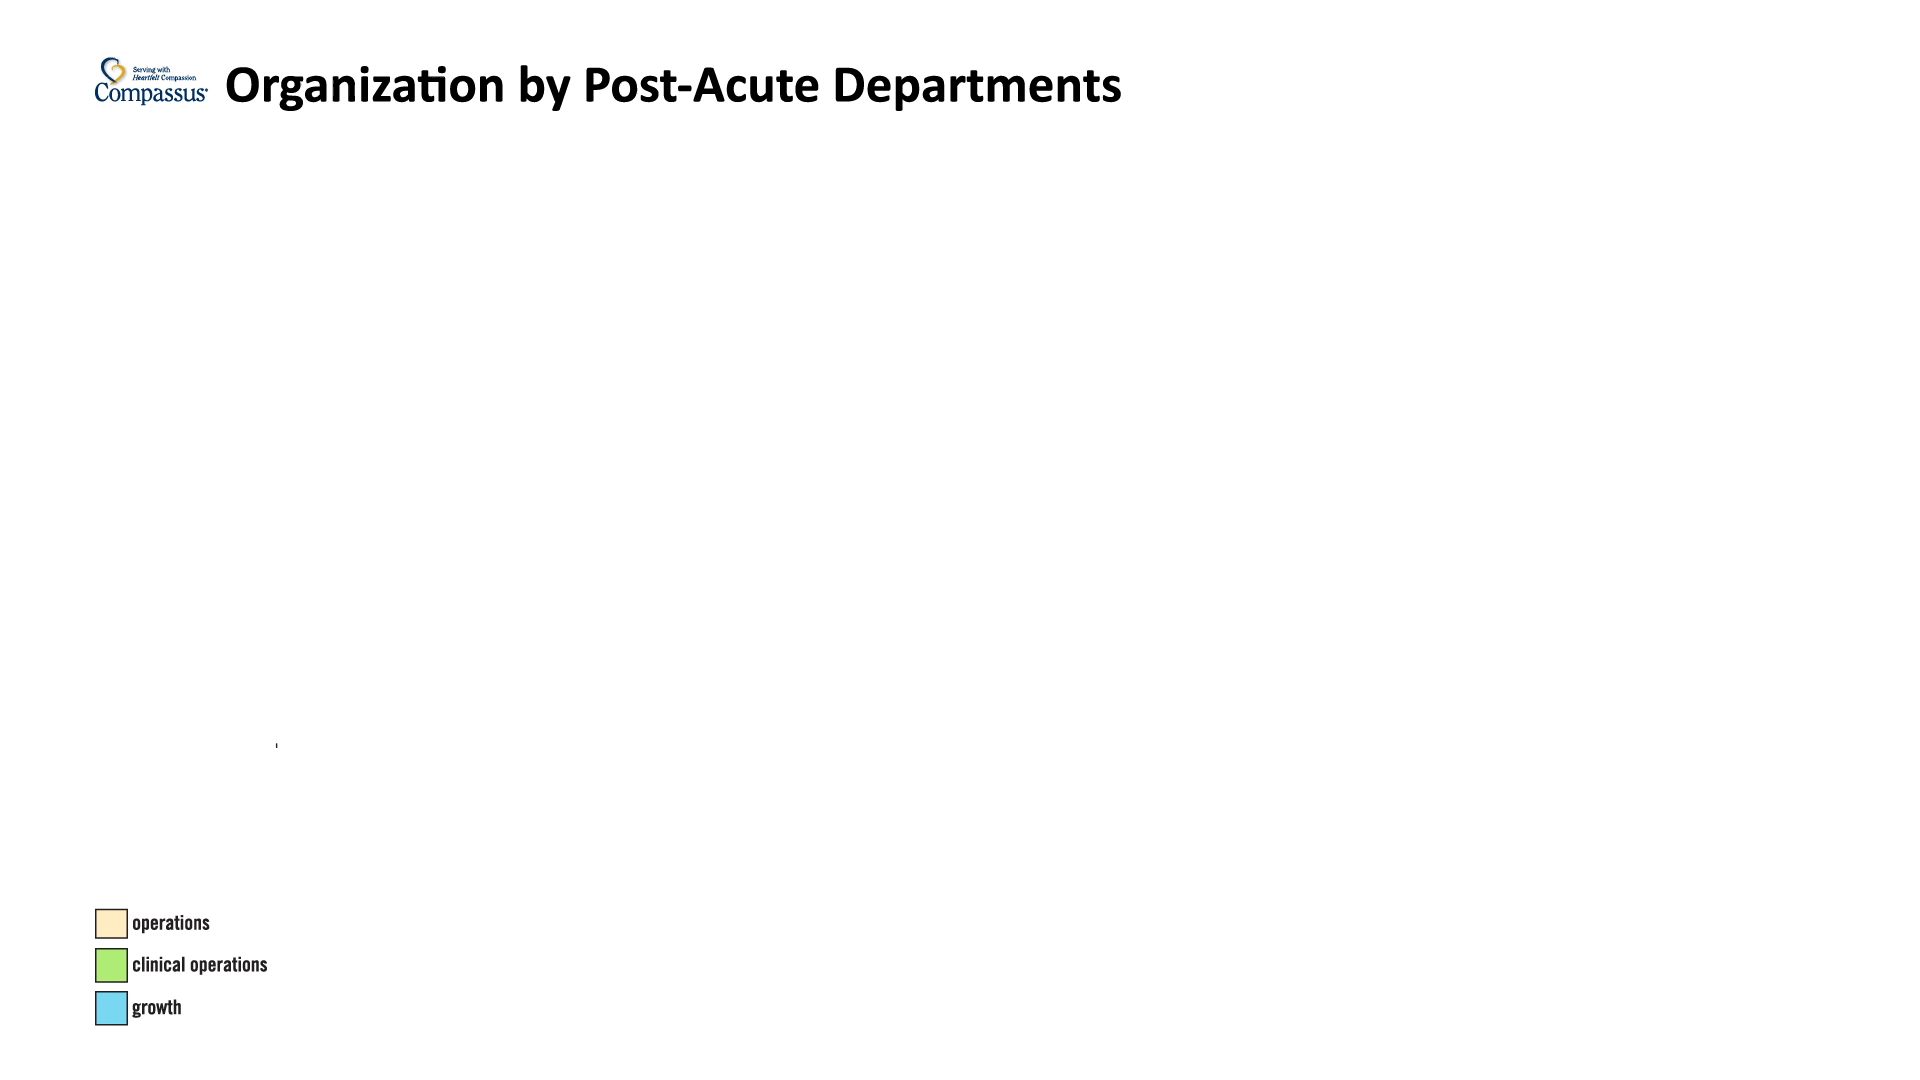 Serving with
Heartfelt Compassion
Compassus
Organization by Post-Acute Departments
operations
clinical operations
growth